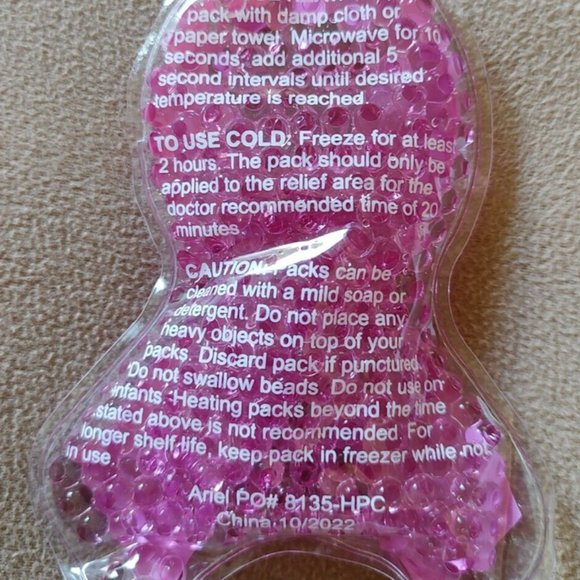 pack with damp cloth or
paper towel. Microwave for 10
seconds, add additional 5
second intervals until desired
temperature is reached.
TO USE COLD: Freeze for at least
2 hours. The pack should only be
applied to the relief area for the
doctor recommended time of 20
minutes.
CAUTION: Packs can be
cleaned with a mild soap or
detergent. Do not place any
heavy objects on top of your
packs. Discard pack if punctured.
Do not swallow beads. Do not use on
infants. Heating packs beyond the time
stated above is not recommended. For
longer shelf-life, keep pack in freezer while not
in use.
Ariel PO# 8135-HPC
China 10/2022